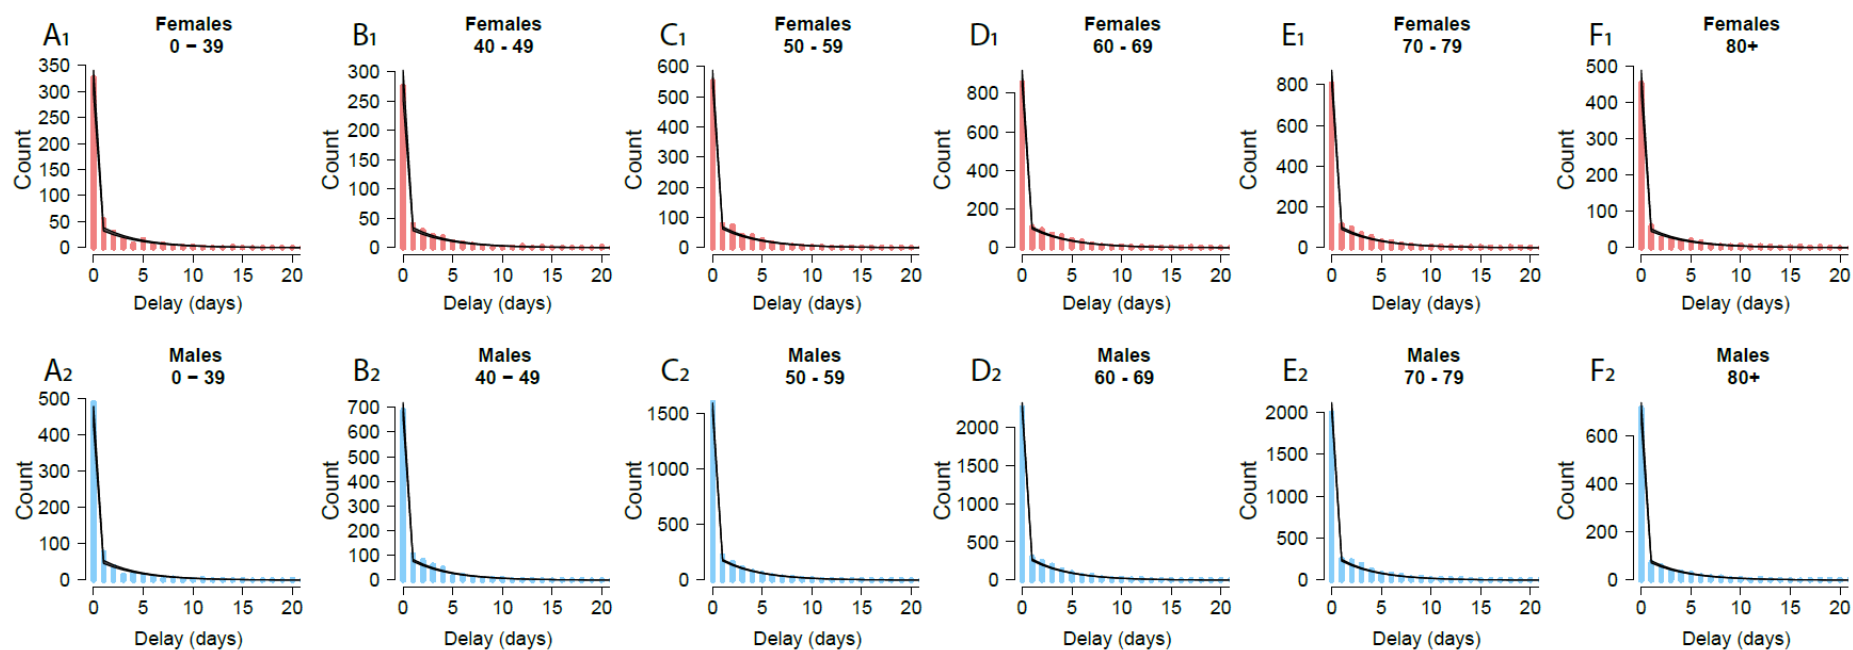 A1
Females
0 – 39
B1
Females
40 - 49
C1
Females
50 - 59
D1
Females
60 - 69
E1
Females
70 - 79
F1
Females
80+
Count
350
300
250
200
150
100
50
0
0 5 10 15 20
Delay (days)
Count
300
250
200
150
100
50
0
0 5 10 15 20
Delay (days)
Count
600
500
400
300
200
100
0
0 5 10 15 20
Delay (days)
Count
800
600
400
200
0
0 5 10 15 20
Delay (days)
Count
800
600
400
200
0
0 5 10 15 20
Delay (days)
Count
500
400
300
200
100
0
0 5 10 15 20
Delay (days)
A2
Males
0 – 39
B2
Males
40 – 49
C2
Males
50 - 59
D2
Males
60 - 69
E2
Males
70 - 79
F2
Males
80+
Count
500
400
300
200
100
0
0 5 10 15 20
Delay (days)
Count
700
600
500
400
300
200
100
0
0 5 10 15 20
Delay (days)
Count
1500
1000
500
0
0 5 10 15 20
Delay (days)
Count
2000
1500
1000
500
0
0 5 10 15 20
Delay (days)
Count
2000
1500
1000
500
0
0 5 10 15 20
Delay (days)
Count
600
400
200
0
0 5 10 15 20
Delay (days)